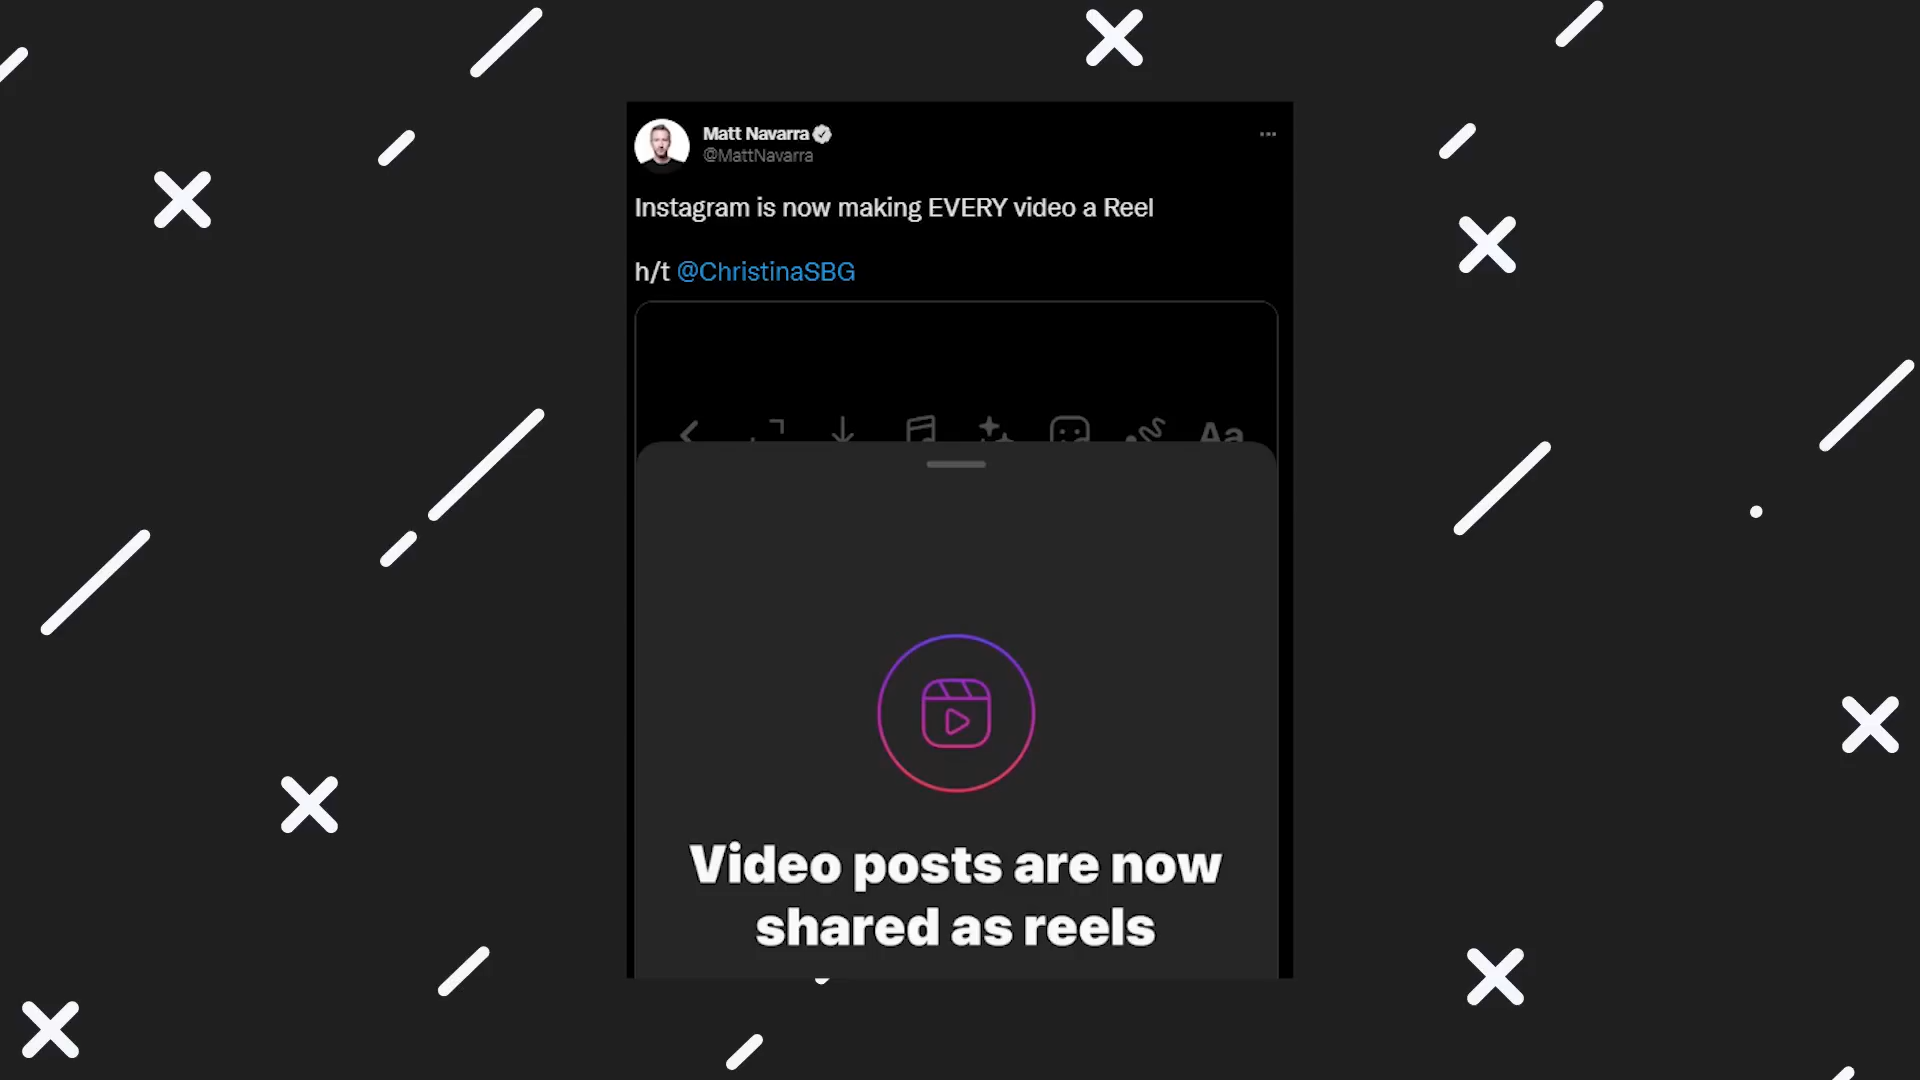 Matt Navarra
@MattNavarra
Instagram is now making EVERY video a Reel
h/t @ChristinaSBG
Aa
Video posts are now
shared as reels